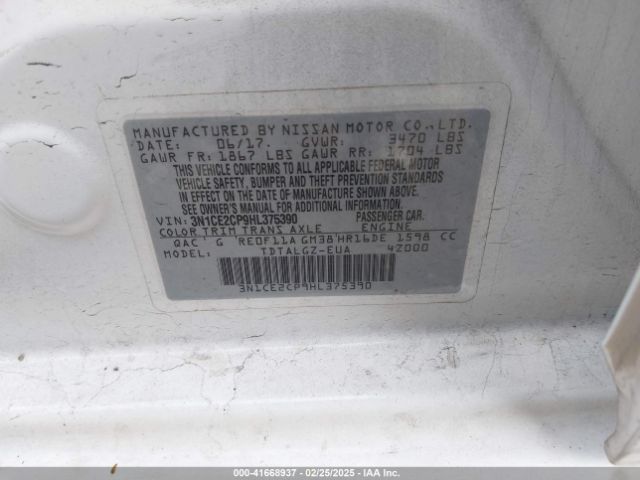 MANUFACTURED BY NISSAN MOTOR CO.,LTD.
DATE: 06/17. GVWR: 3470 LBS
GAWR FR: 1867 LBS GAWR RR: 1704 LBS
THIS VEHICLE CONFORMS TO ALL APPLICABLE FEDERAL MOTOR
VEHICLE SAFETY, BUMPER AND THEFT PREVENTION STANDARDS
IN EFFECT ON THE DATE OF MANUFACTURE SHOWN ABOVE.
SEE OWNER'S MANUAL FOR ADDITIONAL INFORMATION.
VIN: 3N1CE2CP9HL375390 PASSENGER CAR.
COLOR TRIM TRANS AXLE ENGINE
QAC G RE0F11A GM38 HR16DE 1598 CC
MODEL: TDTALGZ-EUA 4Z000
3N1CE2CP9HL375390
© - 41668937 - 02/25/2025 - IAA Inc.